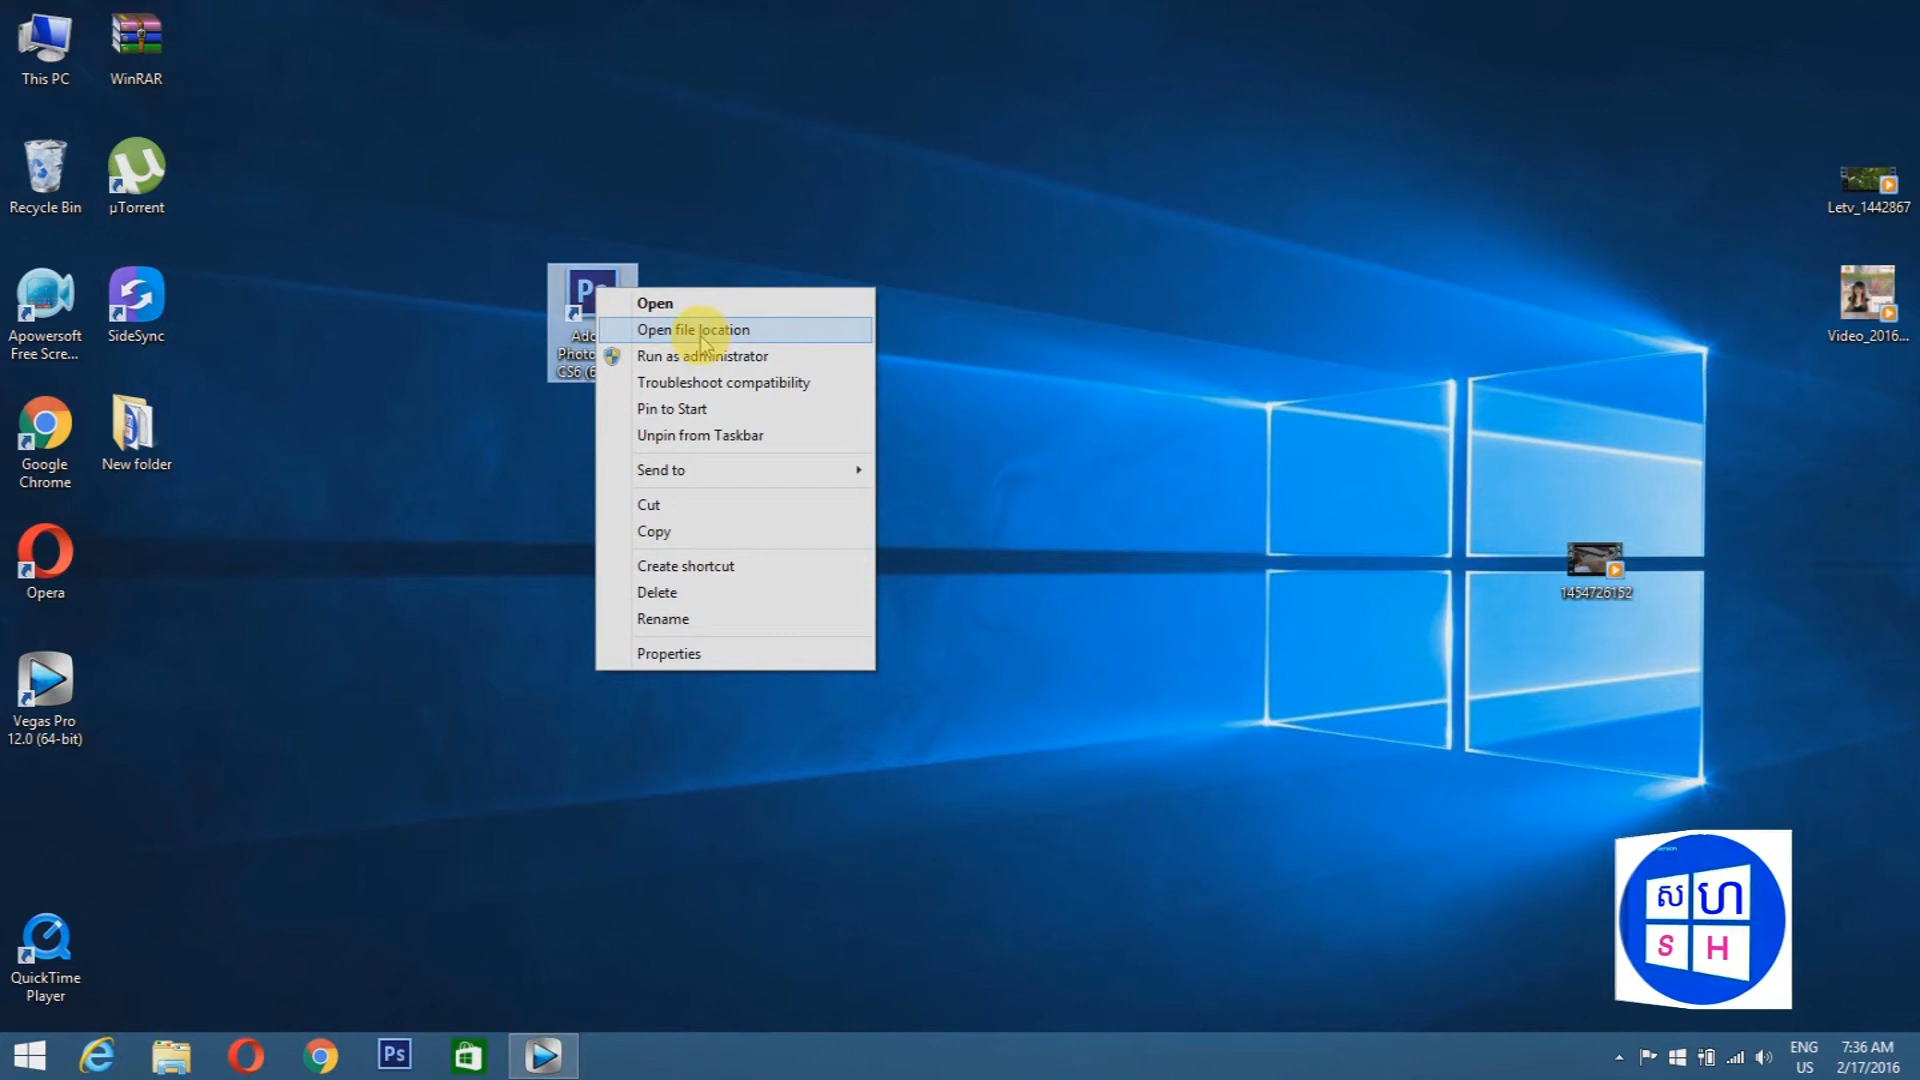 This PC
WinRAR
Recycle Bin
µTorrent
Apowersoft
Free Scre...
SideSync
Google
Chrome
New folder
Opera
Vegas Pro
12.0 (64-bit)
QuickTime
Player
Open
Open file location
Run as administrator
Troubleshoot compatibility
Pin to Start
Unpin from Taskbar
Send to
Cut
Copy
Create shortcut
Delete
Rename
Properties
Letv_1442867
Video_2016...
1454726152
ស ហ
S H
Ps
ENG
US
7:36 AM
2/17/2016